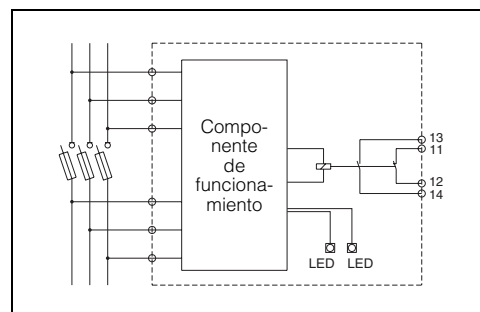 Compo-
nente
de
funciona-
miento
13
11
12
14
LED LED